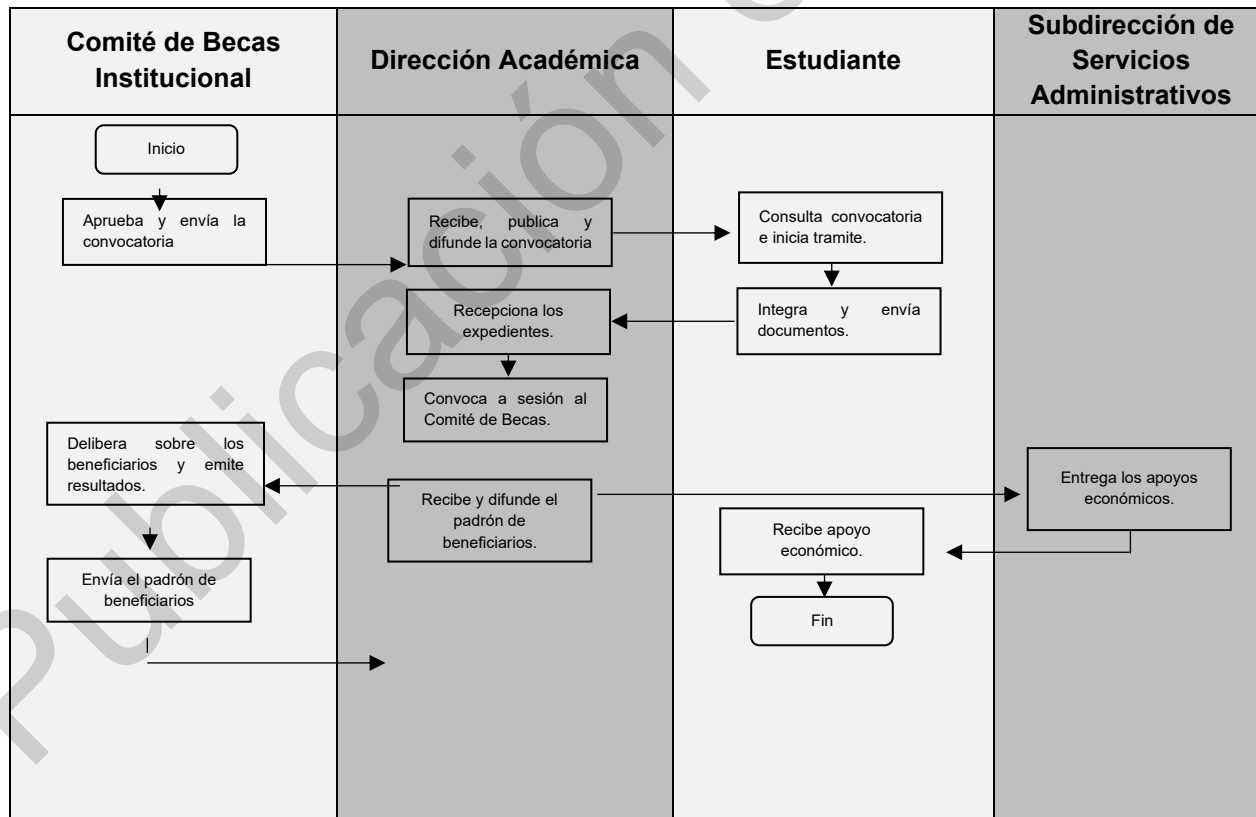 Comité de Becas
Institucional
Dirección Académica
Estudiante
Subdirección de
Servicios
Administrativos
Inicio
Aprueba y envía la
convocatoria
Recibe, publica y
difunde la convocatoria
Consulta convocatoria
e inicia tramite.
Recepciona los
expedientes.
Integra y envía
documentos.
Convoca a sesión al
Comité de Becas.
Delibera sobre los
beneficiarios y emite
resultados.
Recibe y difunde el
padrón de
beneficiarios.
Entrega los apoyos
económicos.
Recibe apoyo
económico.
Envía el padrón de
beneficiarios
Fin
Publicación